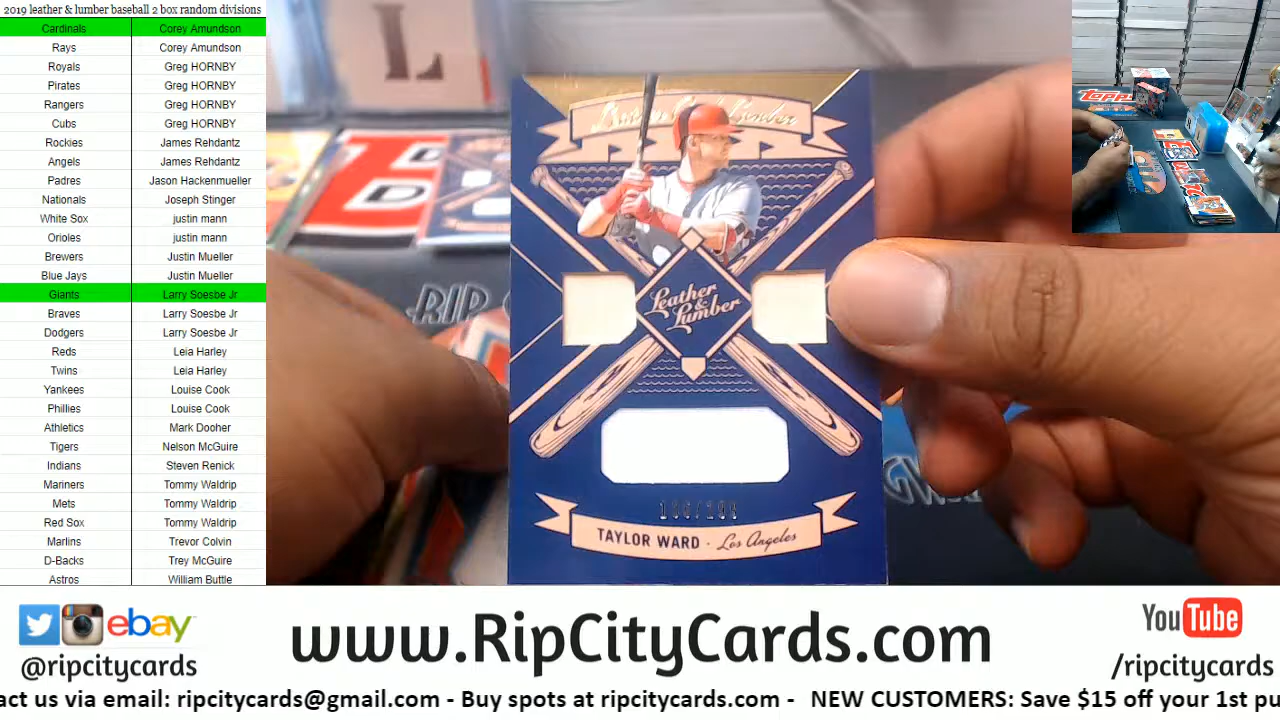 2019 leather & lumber baseball 2 box random divisions
Cardinals Corey Amundson
Rays Corey Amundson
Royals Greg HORNBY
Pirates Greg HORNBY
Rangers Greg HORNBY
Cubs Greg HORNBY
Rockies James Rehdantz
Angels James Rehdantz
Padres Jason Hackenmueller
Nationals Joseph Stinger
White Sox justin mann
Orioles justin mann
Brewers Justin Mueller
Blue Jays Justin Mueller
Giants Larry Soesbe Jr
Braves Larry Soesbe Jr
Dodgers Larry Soesbe Jr
Reds Leia Harley
Twins Leia Harley
Yankees Louise Cook
Phillies Louise Cook
Athletics Mark Dooher
Tigers Nelson McGuire
Indians Steven Renick
Mariners Tommy Waldrip
Mets Tommy Waldrip
Red Sox Tommy Waldrip
Marlins Trevor Colvin
D-Backs Trey McGuire
Astros William Buttle
L
D
D
RIP
Leather
&
Lumber
TAYLOR WARD · Los Angeles
TOPPS
ebay
@ripcitycards
www.RipCityCards.com
YouTube
/ripcitycards
act us via email: ripcitycards@gmail.com - Buy spots at ripcitycards.com - NEW CUSTOMERS: Save $15 off your 1st pu